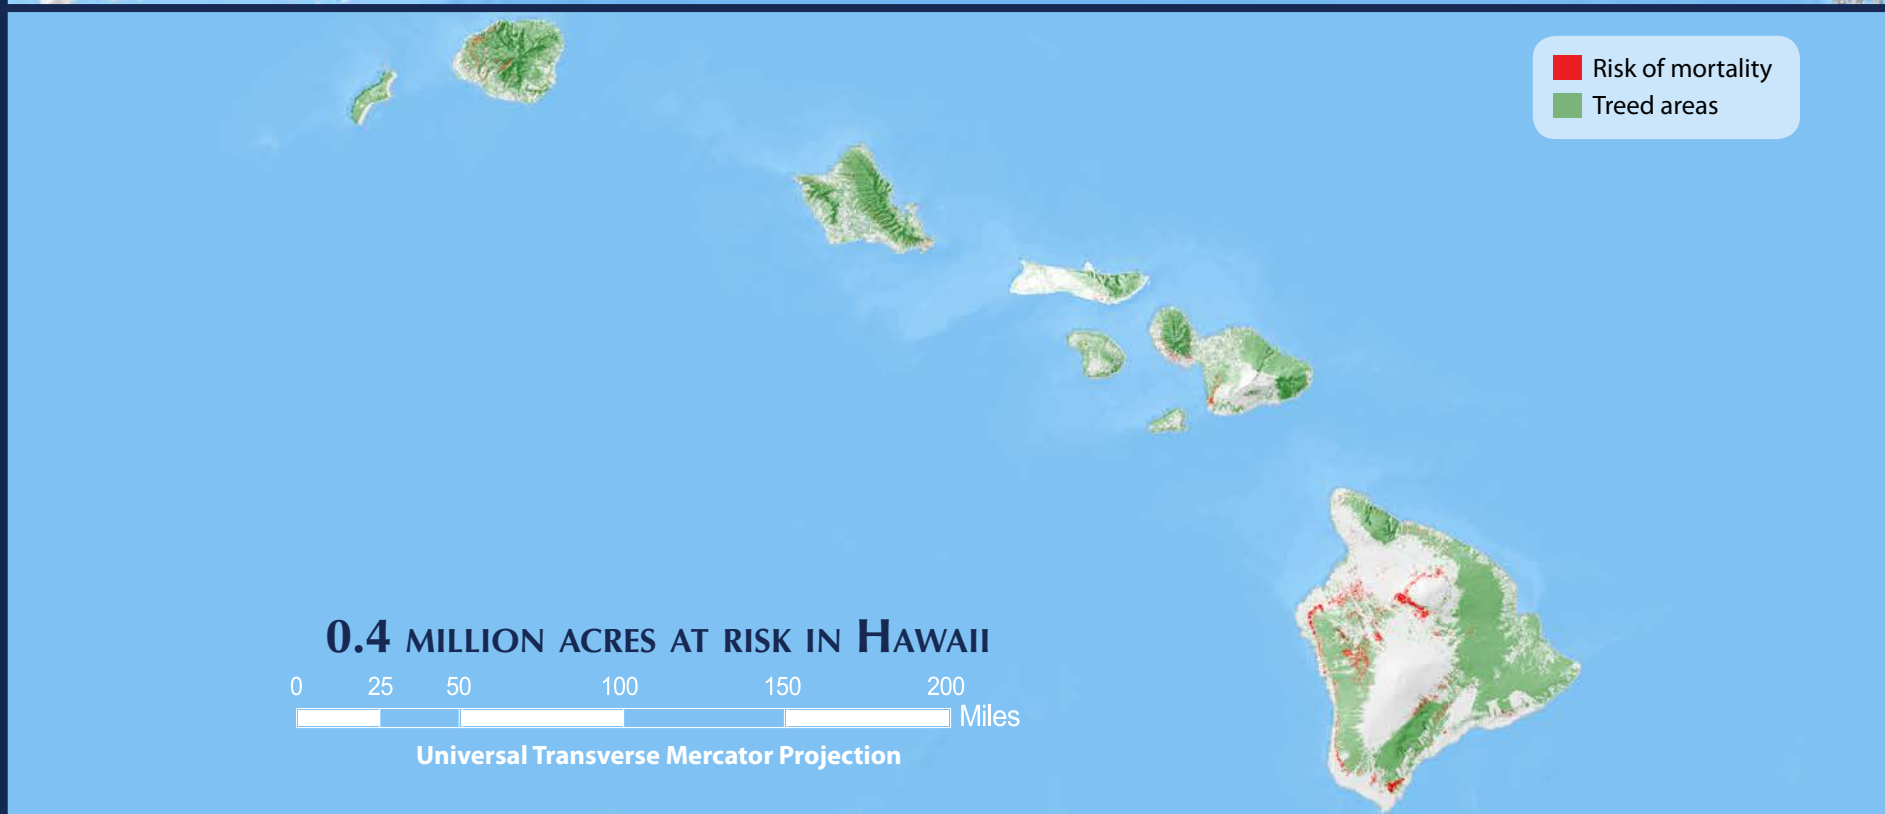 Risk of mortality
Treed areas
0.4 million acres at risk in Hawaii
0 25 50 100 150 200
Miles
Universal Transverse Mercator Projection